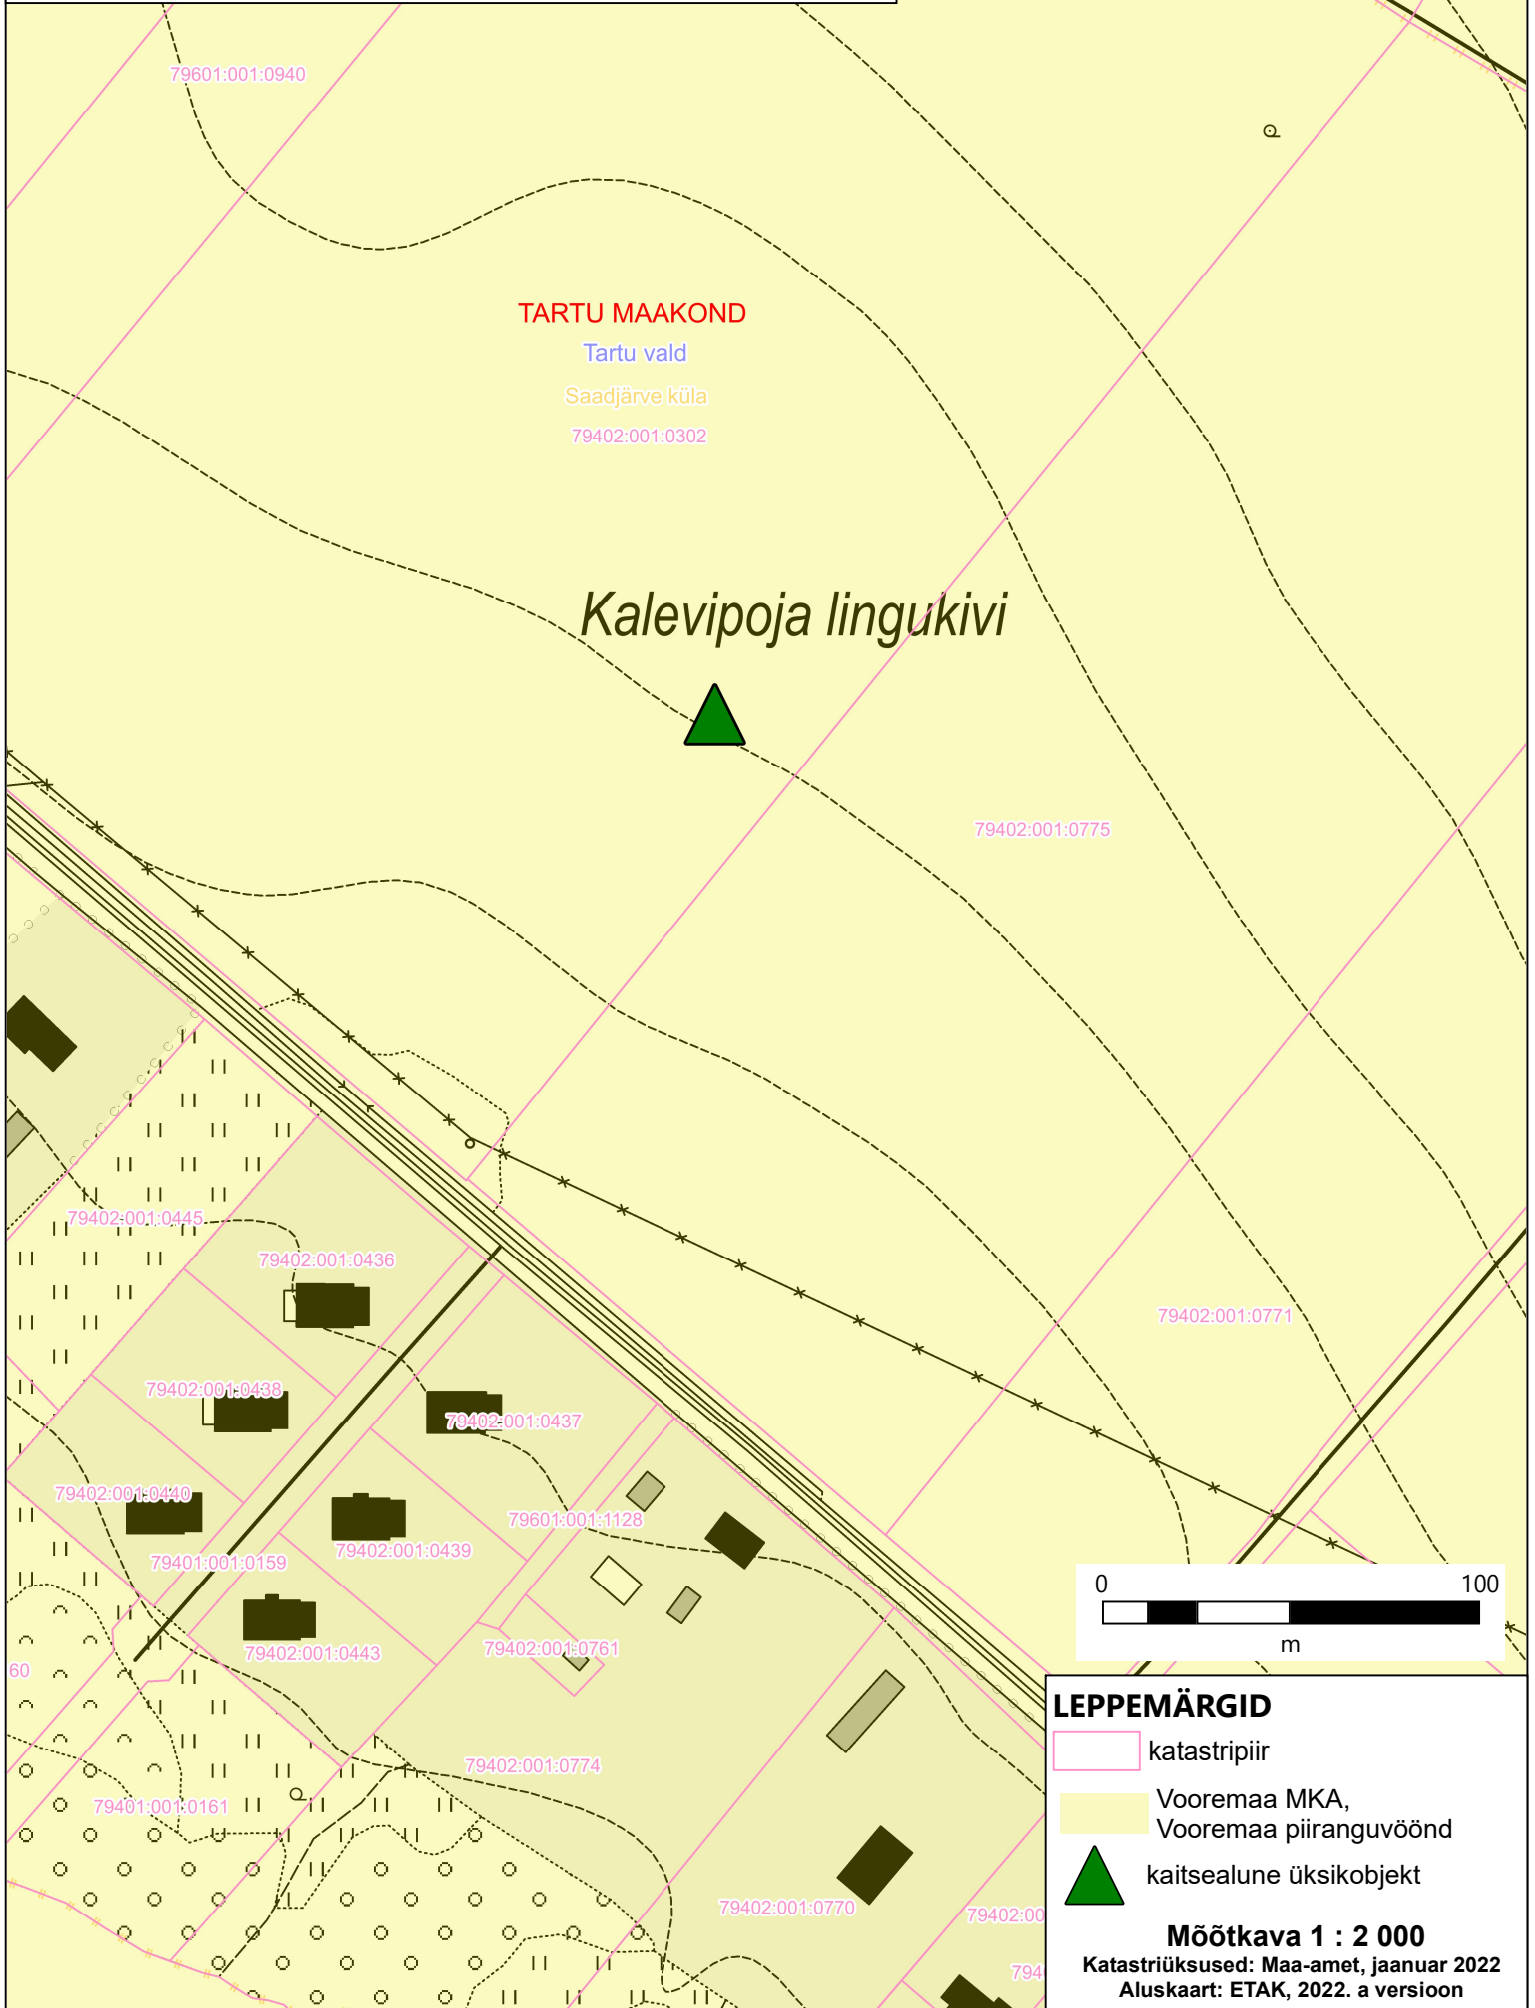 79601:001:0940
TARTU MAAKOND
Tartu vald
Saadjärve küla
79402:001:0302
Kalevipoja lingukivi
79402:001:0775
79402:001:0445
79402:001:0436
79402:001:0771
79402:001:0438
79402:001:0437
79402:001:0440
79601:001:1128
79402:001:0439
79401:001:0159
0 100
m
79402:001:0443
79402:001:0761
60
LEPPEMÄRGID
katastripiir
79402:001:0774
Vooremaa MKA,
Vooremaa piiranguvöönd
79401:001:0161
kaitsealune üksikobjekt
79402:001:0770
79402:00
Mõõtkava 1 : 2 000
Katastriüksused: Maa-amet, jaanuar 2022
794
Aluskaart: ETAK, 2022. a versioon